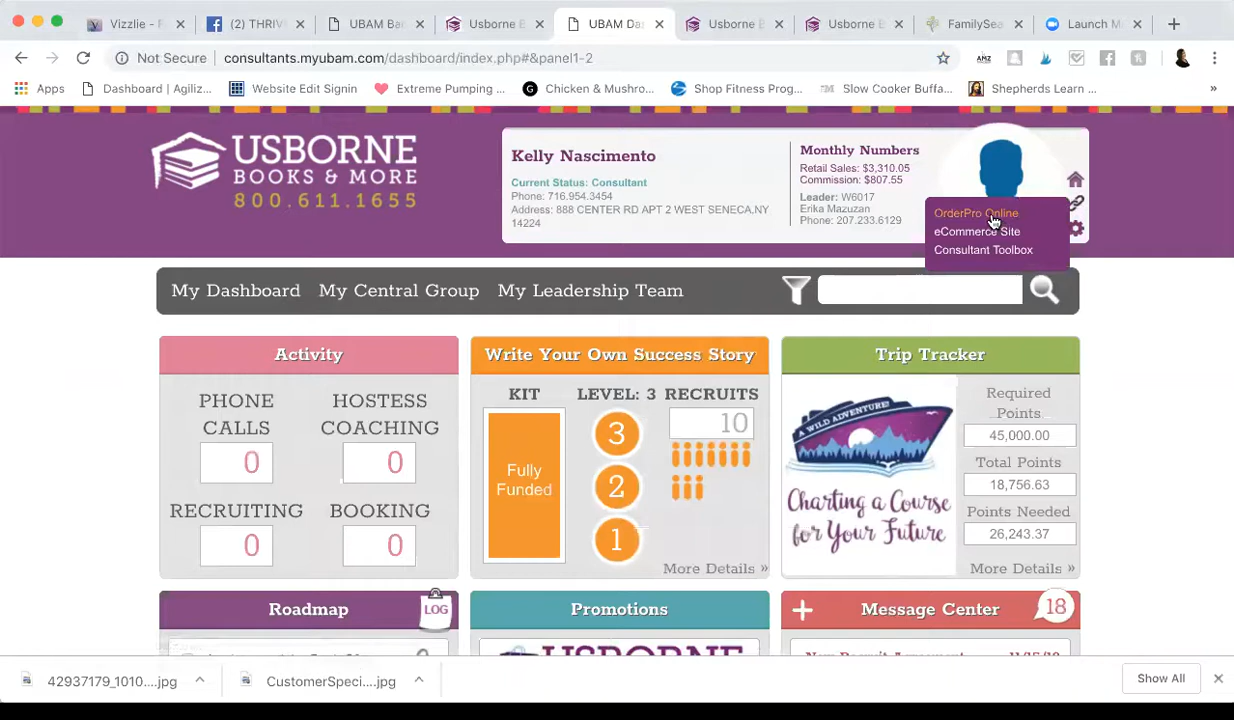 Vizzlie - F
(2) THRIV
UBAM Ba
Usborne B
UBAM Das
Usborne B
Usborne B
FamilySea
Launch M
Not Secure
consultants.myubam.com/dashboard/index.php#&panel1-2
Apps
Dashboard | Agiliz...
Website Edit Signin
Extreme Pumping ...
Chicken & Mushro...
Shop Fitness Prog...
Slow Cooker Buffa...
Shepherds Learn ...
USBORNE
BOOKS & MORE
800.611.1655
Kelly Nascimento
Current Status: Consultant
Phone: 716.954.3454
Address: 888 CENTER RD APT 2 WEST SENECA,NY
14224
Monthly Numbers
Retail Sales: $3,310.05
Commission: $807.55
Leader: W6017
Erika Mazuzan
Phone: 207.233.6129
OrderPro Online
eCommerce Site
Consultant Toolbox
My Dashboard
My Central Group
My Leadership Team
Activity
PHONE CALLS
0
HOSTESS COACHING
0
RECRUITING
0
BOOKING
0
Write Your Own Success Story
KIT
LEVEL: 3
RECRUITS
Fully
Funded
3
2
1
10
More Details »
Trip Tracker
A WILD ADVENTURE!
Charting a Course
for Your Future
Required
Points
45,000.00
Total Points
18,756.63
Points Needed
26,243.37
More Details »
Roadmap
LOG
Promotions
Message Center
18
42937179_1010....jpg
CustomerSpeci....jpg
Show All